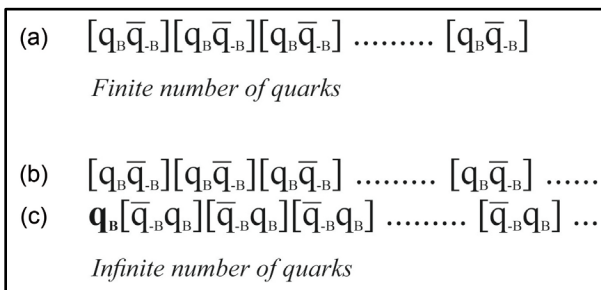 (a) [q_B q̅_-B][q_B q̅_-B][q_B q̅_-B] ......... [q_B q̅_-B]
Finite number of quarks
(b) [q_B q̅_-B][q_B q̅_-B][q_B q̅_-B] ......... [q_B q̅_-B] ......
(c) q_B[q̅_-B q_B][q̅_-B q_B][q̅_-B q_B] ......... [q̅_-B q_B] ...
Infinite number of quarks